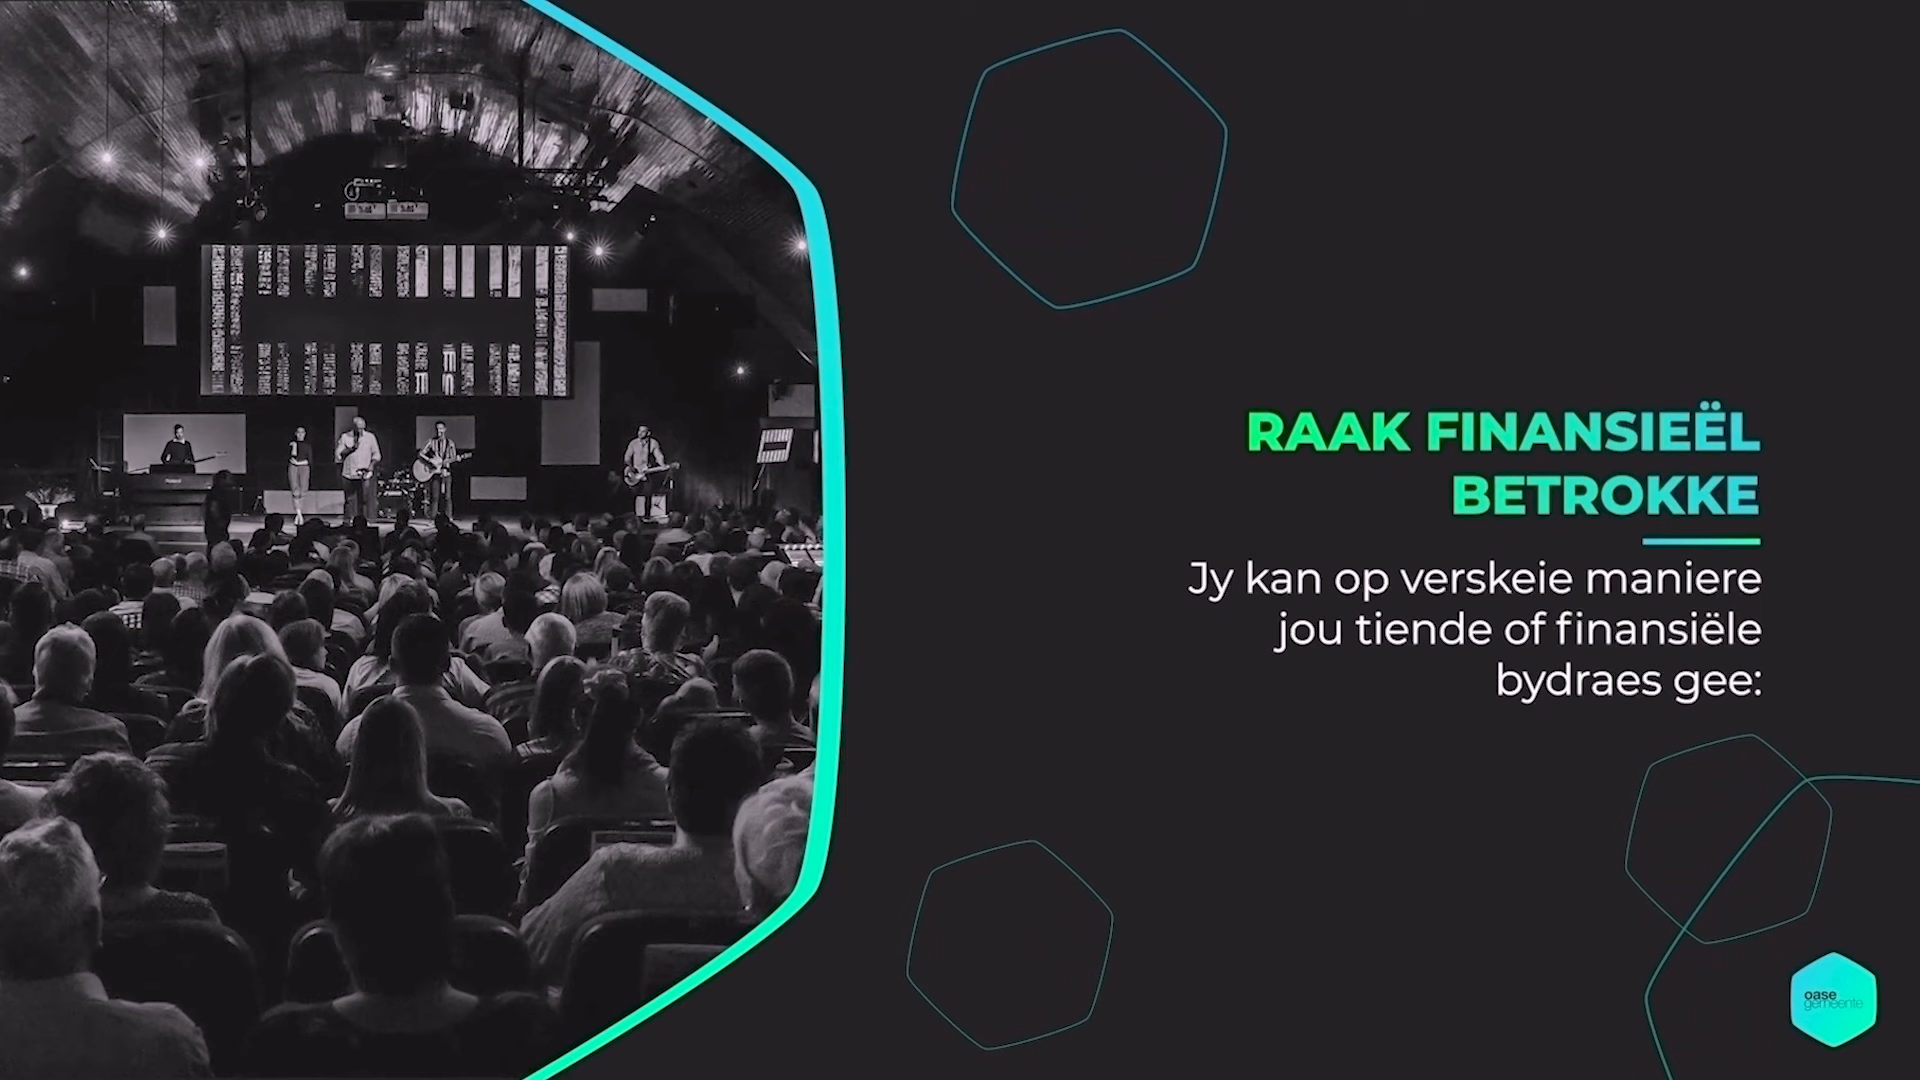 RAAK FINANSIEËL
BETROKKE
Jy kan op verskeie maniere
jou tiende of finansiële
bydraes gee:
oase
gemeente